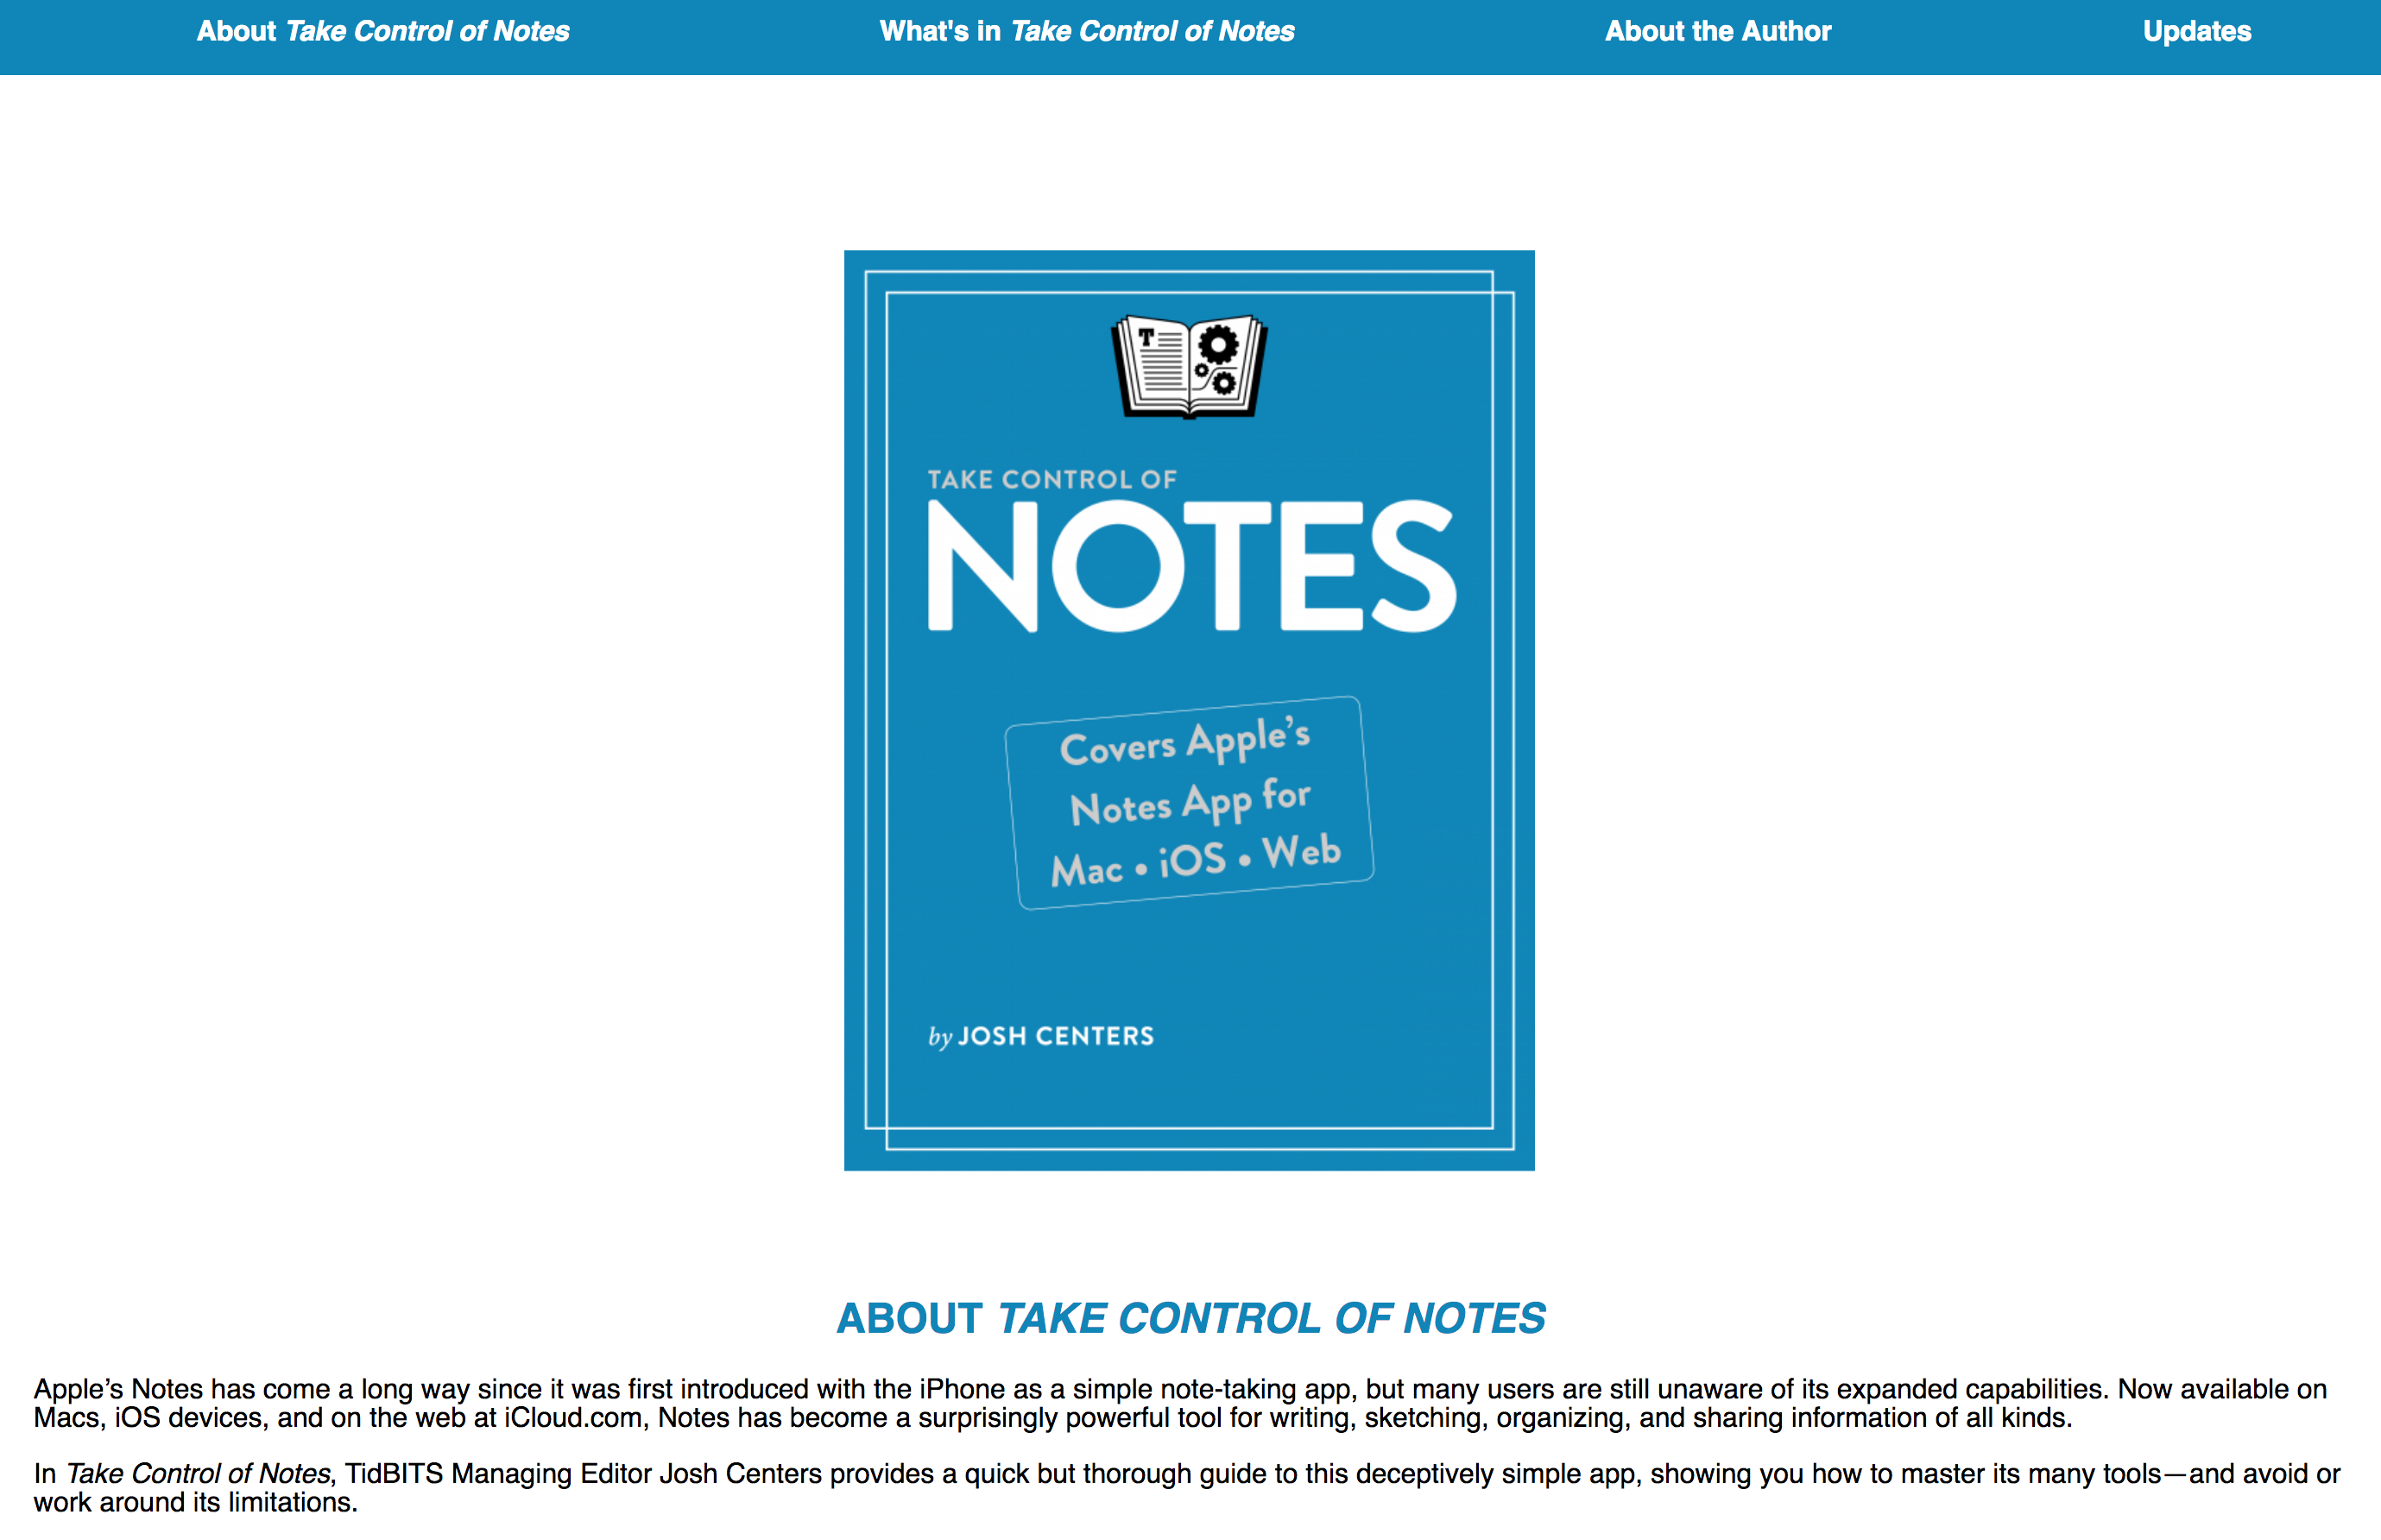 About Take Control of Notes
What's in Take Control of Notes
About the Author
Updates
T
TAKE CONTROL OF
NOTES
Covers Apple’s
Notes App for
Mac • iOS • Web
by JOSH CENTERS
ABOUT TAKE CONTROL OF NOTES
Apple’s Notes has come a long way since it was first introduced with the iPhone as a simple note-taking app, but many users are still unaware of its expanded capabilities. Now available on
Macs, iOS devices, and on the web at iCloud.com, Notes has become a surprisingly powerful tool for writing, sketching, organizing, and sharing information of all kinds.
In Take Control of Notes, TidBITS Managing Editor Josh Centers provides a quick but thorough guide to this deceptively simple app, showing you how to master its many tools—and avoid or
work around its limitations.